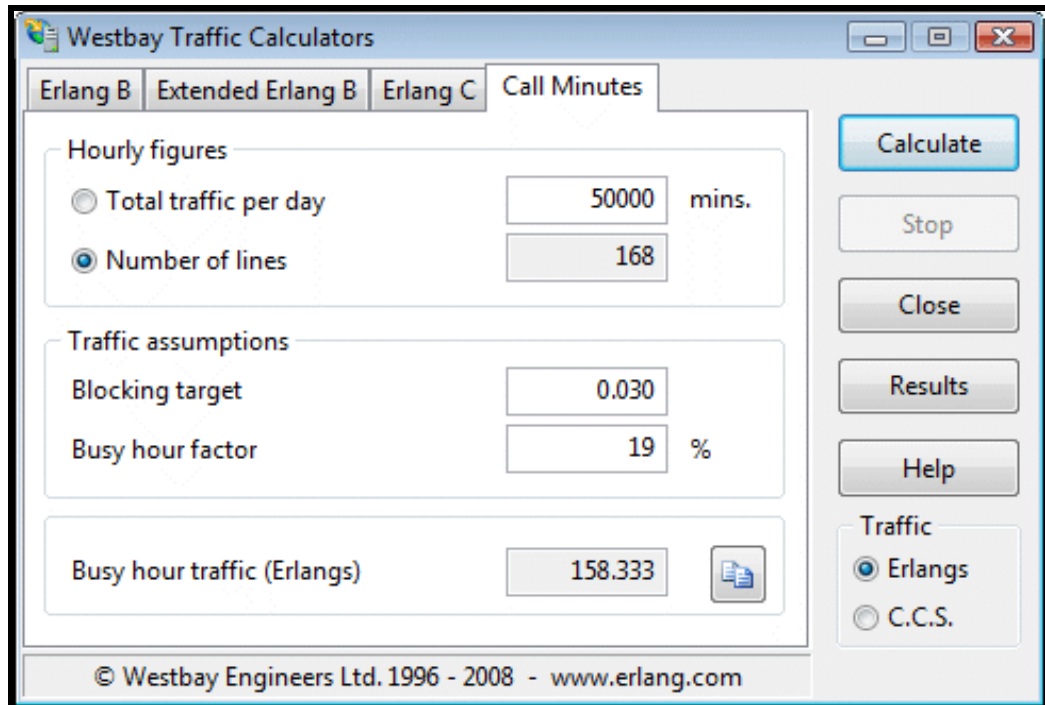 Westbay Traffic Calculators
Erlang B Extended Erlang B Erlang C Call Minutes
Hourly figures
Total traffic per day 50000 mins.
Number of lines 168
Traffic assumptions
Blocking target 0.030
Busy hour factor 19 %
Busy hour traffic (Erlangs) 158.333
Calculate
Stop
Close
Results
Help
Traffic
Erlangs
C.C.S.
© Westbay Engineers Ltd. 1996 - 2008 - www.erlang.com